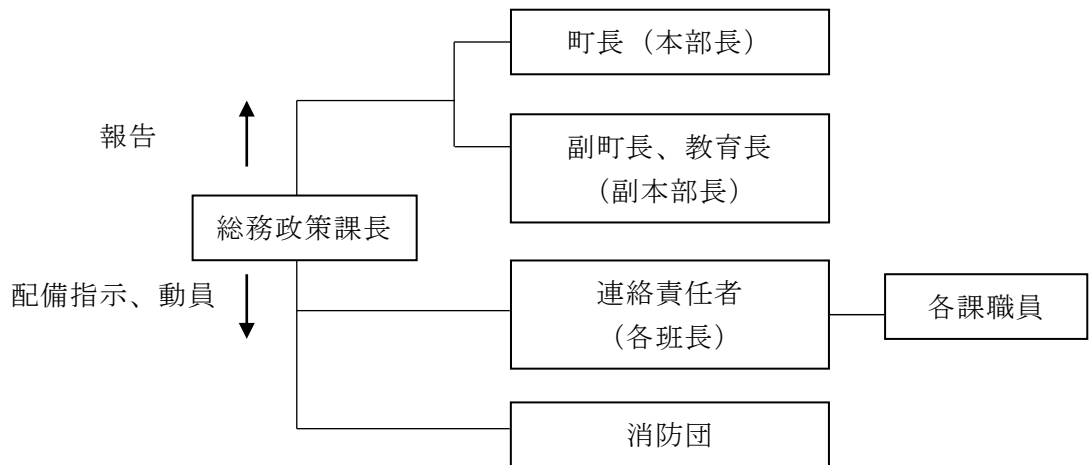 町長（本部長）
報告
副町長、教育長
（副本部長）
総務政策課長
配備指示、動員
連絡責任者
（各班長）
各課職員
消防団